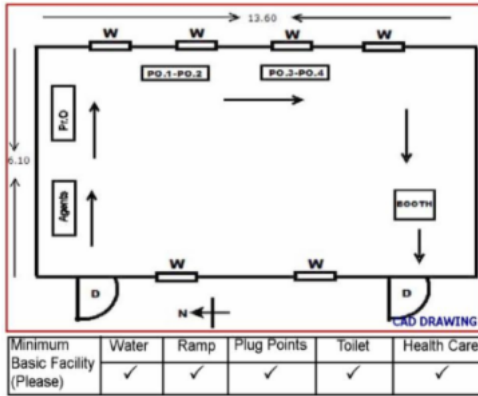 13.60
W W W W
PO.1-PO.2 PO.3-PO.4
Pr.O
6.10
Agents
BOOTH
W W
D D
N
CAD DRAWING
Minimum Basic Facility (Please) Water Ramp Plug Points Toilet Health Care
✓ ✓ ✓ ✓ ✓